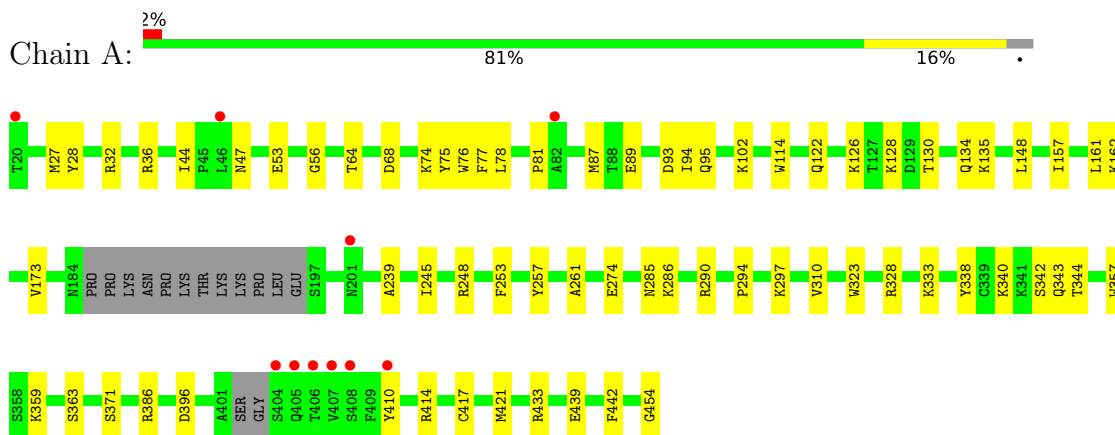 2%
Chain A:
81% 16% •
T20 M27 Y28 R32 R36 I44 P45 L46 N47 E53 G56 T64 D68 K74 Y75 W76 F77 L78 P81 A82 M87 T88 E89 D93 I94 Q95 K102 W114 Q122 K126 T127 K128 D129 T130 Q134 K135 L148 I157 L161 K162
V173 N184 PRO PRO LYS ASN PRO LYS THR LYS LYS PRO LEU GLU S197 N201 A239 I245 R248 F253 Y257 A261 E274 N285 K286 R290 P294 K297 V310 W323 R328 K333 Y338 C339 K340 K341 S342 Q343 T344 W357
S358 K359 S363 S371 R386 D396 A401 SER GLY S404 Q405 T406 V407 S408 F409 Y410 R414 C417 M421 R433 E439 F442 G454